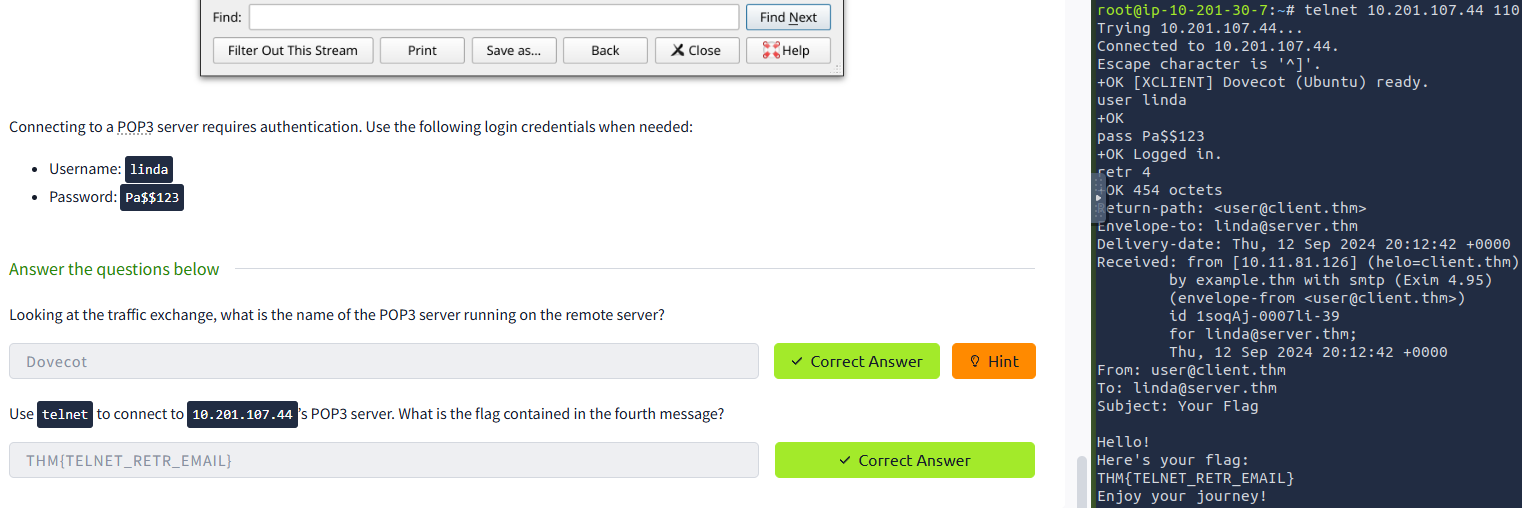 Find:
Find Next
Filter Out This Stream
Print
Save as...
Back
Close
Help
Connecting to a POP3 server requires authentication. Use the following login credentials when needed:
Username: linda
Password: Pa$$123
Answer the questions below
Looking at the traffic exchange, what is the name of the POP3 server running on the remote server?
Dovecot
Correct Answer
Hint
Use telnet to connect to 10.201.107.44's POP3 server. What is the flag contained in the fourth message?
THM{TELNET_RETR_EMAIL}
Correct Answer
root@ip-10-201-30-7:~# telnet 10.201.107.44 110
Trying 10.201.107.44...
Connected to 10.201.107.44.
Escape character is '^]'.
+OK [XCLIENT] Dovecot (Ubuntu) ready.
user linda
+OK
pass Pa$$123
+OK Logged in.
retr 4
+OK 454 octets
Return-path: <user@client.thm>
Envelope-to: linda@server.thm
Delivery-date: Thu, 12 Sep 2024 20:12:42 +0000
Received: from [10.11.81.126] (helo=client.thm)
by example.thm with smtp (Exim 4.95)
(envelope-from <user@client.thm>)
id 1soqAj-0007li-39
for linda@server.thm;
Thu, 12 Sep 2024 20:12:42 +0000
From: user@client.thm
To: linda@server.thm
Subject: Your Flag
Hello!
Here's your flag:
THM{TELNET_RETR_EMAIL}
Enjoy your journey!